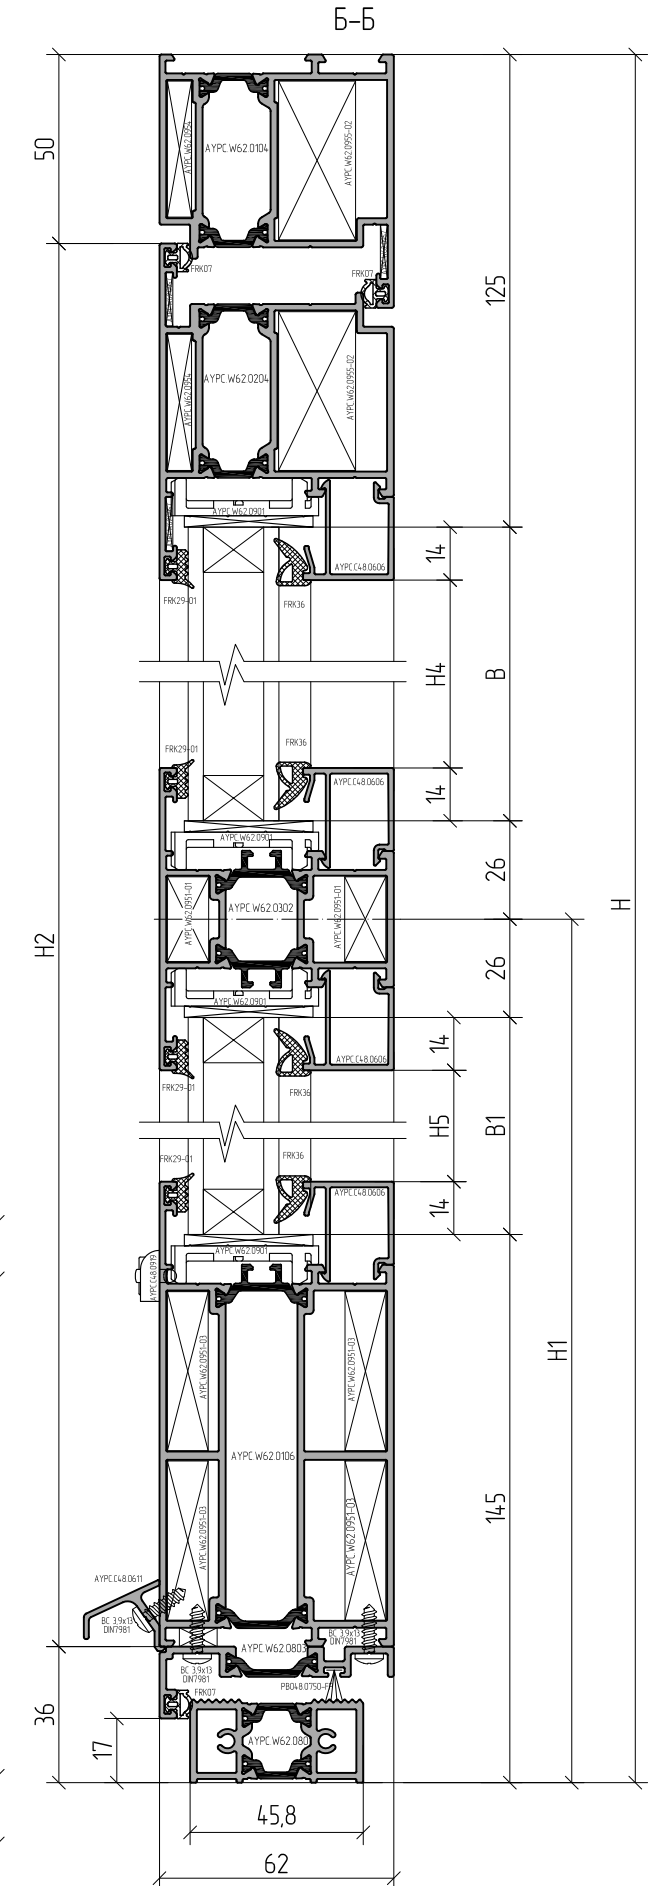 Б-Б
50
AYPC.W62.0954
AYPC.W62.0104
AYPC.W62.0955-02
FRK07
FRK07
125
AYPC.W62.0954
AYPC.W62.0204
AYPC.W62.0955-02
AYPC.W62.0901
AYPC.C48.0606
14
FRK29-01
FRK36
H4
B
FRK29-01
FRK36
AYPC.C48.0606
14
AYPC.W62.0901
26
H
AYPC.W62.0951-01
AYPC.W62.0302
AYPC.W62.0951-01
H2
26
AYPC.W62.0901
AYPC.C48.0606
14
FRK29-01
FRK36
H5
B1
FRK29-01
FRK36
AYPC.C48.0606
14
AYPC.W62.0901
AYPC.C48.0919
H1
AYPC.W62.0951-03
AYPC.W62.0951-03
AYPC.W62.0106
145
AYPC.W62.0951-03
AYPC.W62.0951-03
AYPC.C48.0611
BC 3,9x13
DIN7981
BC 3,9x13
DIN7981
AYPC.W62.0803
BC 3,9x13
DIN7981
PB048.0750-FP
FRK07
36
17
AYPC.W62.080
45,8
62